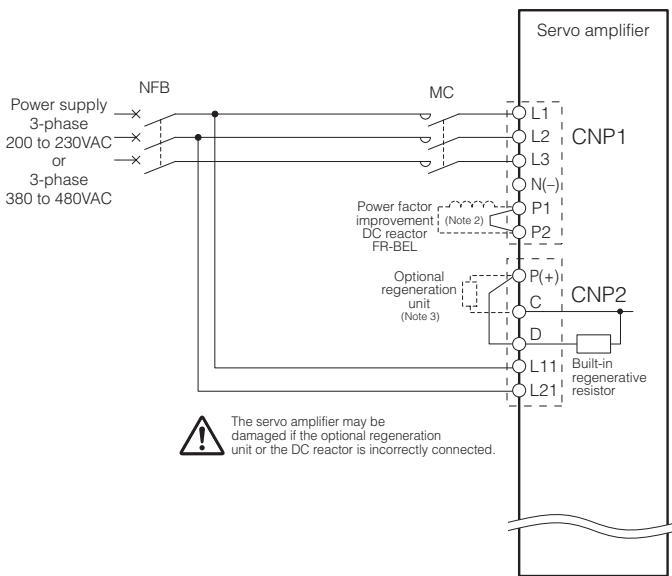 Servo amplifier
NFB
MC
Power supply
3-phase
200 to 230VAC
or
3-phase
380 to 480VAC
L1
L2
L3
N(−)
P1
P2
CNP1
Power factor
improvement
DC reactor
FR-BEL
(Note 2)
Optional
regeneration
unit
(Note 3)
P(+)
C
D
L11
L21
CNP2
Built-in
regenerative
resistor
The servo amplifier may be
damaged if the optional regeneration
unit or the DC reactor is incorrectly connected.